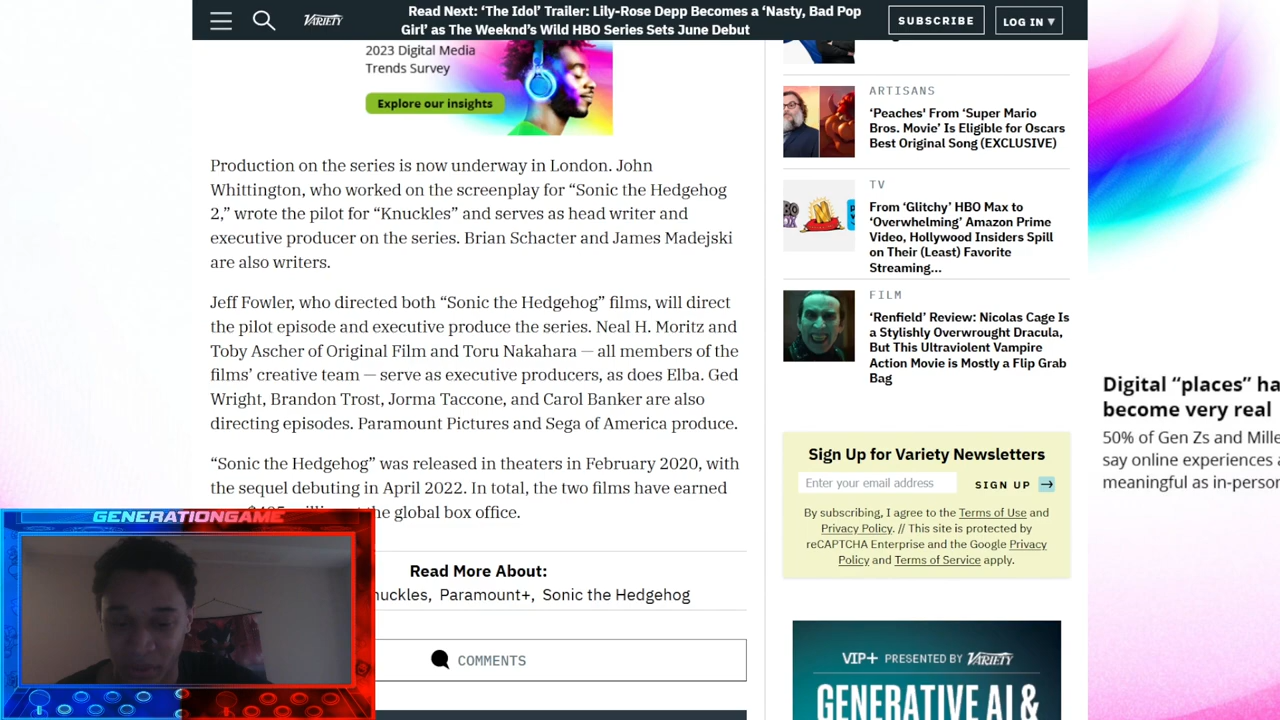 VARIETY
Read Next: ‘The Idol’ Trailer: Lily-Rose Depp Becomes a ‘Nasty, Bad Pop
Girl’ as The Weeknd’s Wild HBO Series Sets June Debut
SUBSCRIBE
LOG IN ▼
2023 Digital Media
Trends Survey
Explore our insights
Production on the series is now underway in London. John
Whittington, who worked on the screenplay for “Sonic the Hedgehog
2,” wrote the pilot for “Knuckles” and serves as head writer and
executive producer on the series. Brian Schacter and James Madejski
are also writers.
Jeff Fowler, who directed both “Sonic the Hedgehog” films, will direct
the pilot episode and executive produce the series. Neal H. Moritz and
Toby Ascher of Original Film and Toru Nakahara — all members of the
films’ creative team — serve as executive producers, as does Elba. Ged
Wright, Brandon Trost, Jorma Taccone, and Carol Banker are also
directing episodes. Paramount Pictures and Sega of America produce.
“Sonic the Hedgehog” was released in theaters in February 2020, with
the sequel debuting in April 2022. In total, the two films have earned
the global box office.
GENERATIONGAME
Read More About:
nuckles, Paramount+, Sonic the Hedgehog
COMMENTS
ARTISANS
‘Peaches' From ‘Super Mario
Bros. Movie’ Is Eligible for Oscars
Best Original Song (EXCLUSIVE)
TV
From ‘Glitchy’ HBO Max to
‘Overwhelming’ Amazon Prime
Video, Hollywood Insiders Spill
on Their (Least) Favorite
Streaming...
FILM
‘Renfield’ Review: Nicolas Cage Is
a Stylishly Overwrought Dracula,
But This Ultraviolent Vampire
Action Movie is Mostly a Flip Grab
Bag
Sign Up for Variety Newsletters
Enter your email address
SIGN UP →
By subscribing, I agree to the Terms of Use and
Privacy Policy. // This site is protected by
reCAPTCHA Enterprise and the Google Privacy
Policy and Terms of Service apply.
VIP+ PRESENTED BY VARIETY
GENERATIVE AI &
Digital “places” ha
become very real
50% of Gen Zs and Mille
say online experiences a
meaningful as in-person